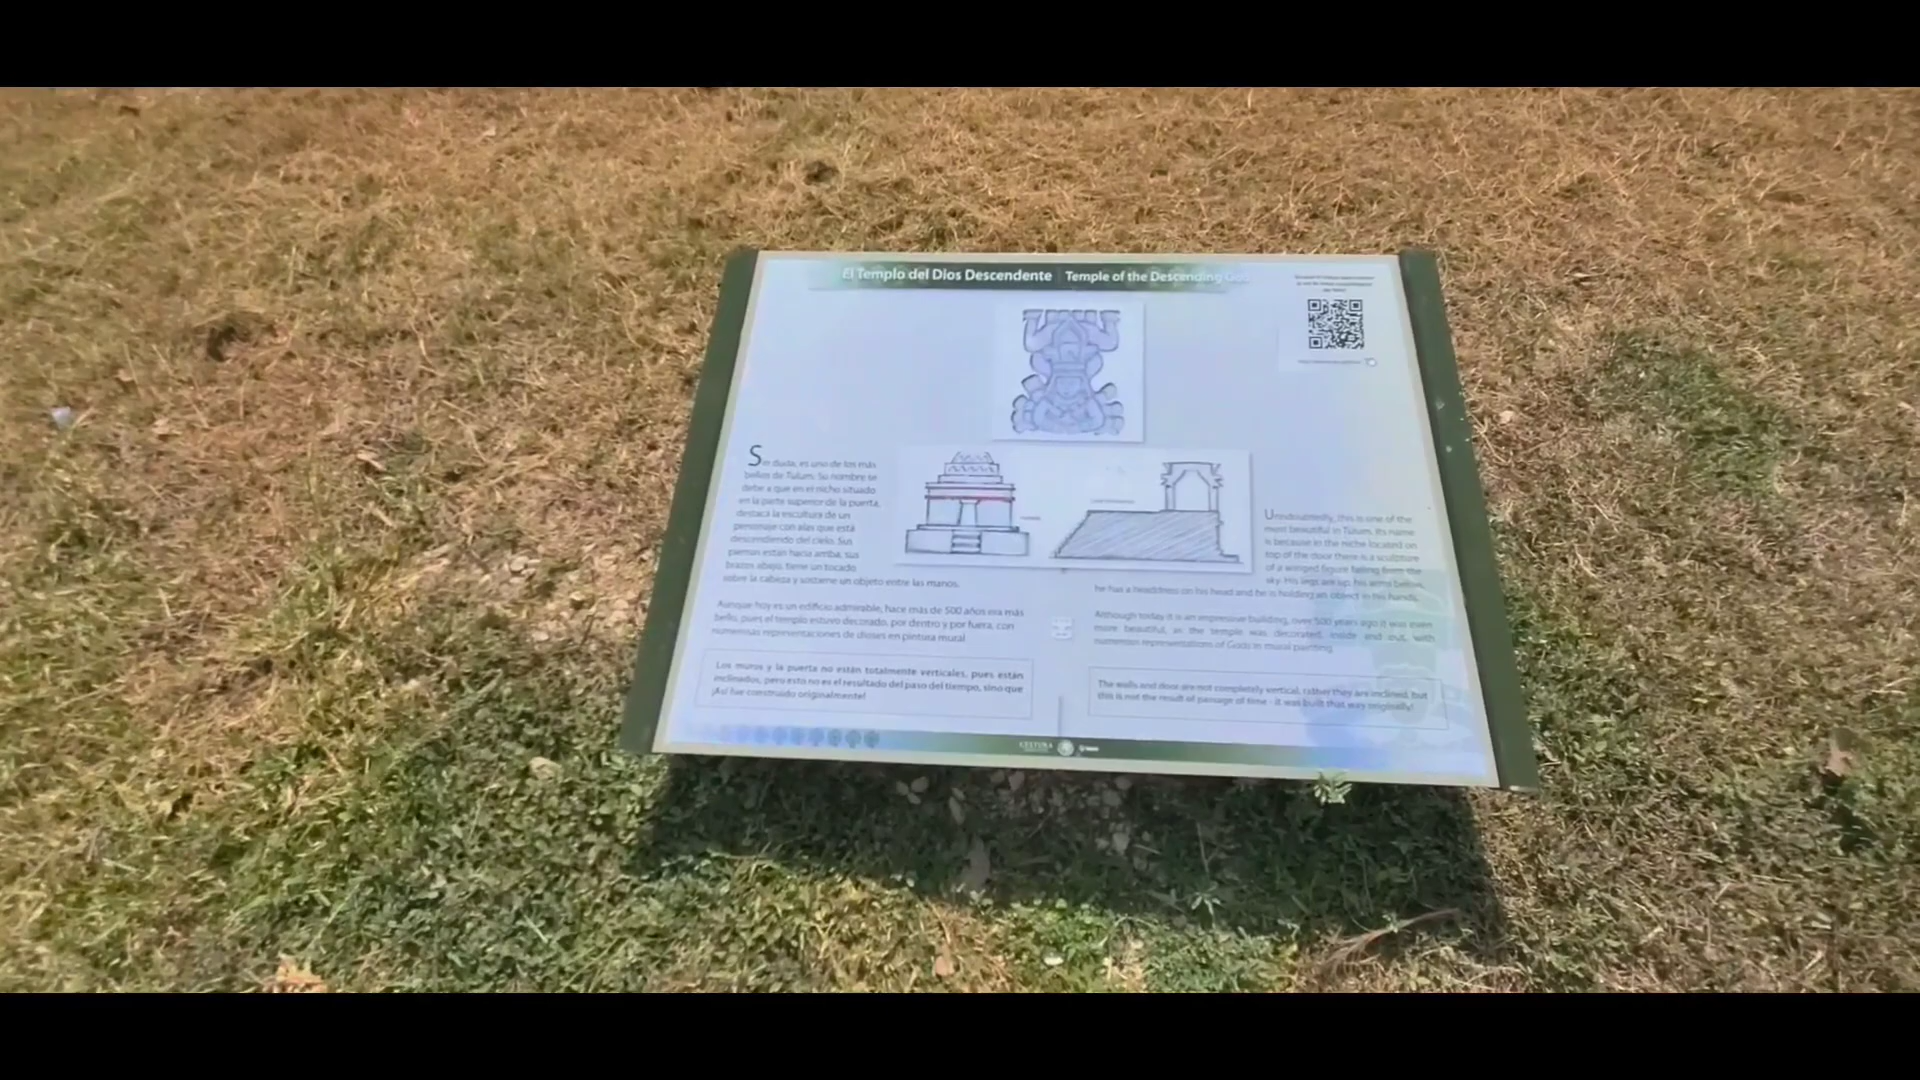 El Templo del Dios Descendente
Temple of the Descending God
Sin duda, es uno de los más
bellos de Tulum. Su nombre se
debe a que en el nicho situado
en la parte superior de la puerta,
destaca la escultura de un
personaje con alas que está
descendiendo del cielo. Sus
piernas están hacia arriba, sus
brazos abajo, tiene un tocado
sobre la cabeza y sostiene un objeto entre las manos.
Aunque hoy es un edificio admirable, hace más de 500 años era más
bello, pues el templo estuvo decorado, por dentro y por fuera, con
numerosas representaciones de dioses en pintura mural
Los muros y la puerta no están totalmente verticales, pues están
inclinados, pero esto no es el resultado del paso del tiempo, sino que
¡Así fue construido originalmente!
Undoubtedly, this is one of the
most beautiful in Tulum. Its name
is because in the niche located on
top of the door there is a sculpture
of a winged figure falling from the
sky. His legs are up, his arms below,
he has a headdress on his head and he is holding an object in his hands.
Although today it is an impressive building, over 500 years ago it was even
more beautiful, as the temple was decorated, inside and out, with
numerous representations of Gods in mural painting.
The walls and door are not completely vertical, rather they are inclined, but
this is not the result of passage of time - it was built that way originally!
CULTURA